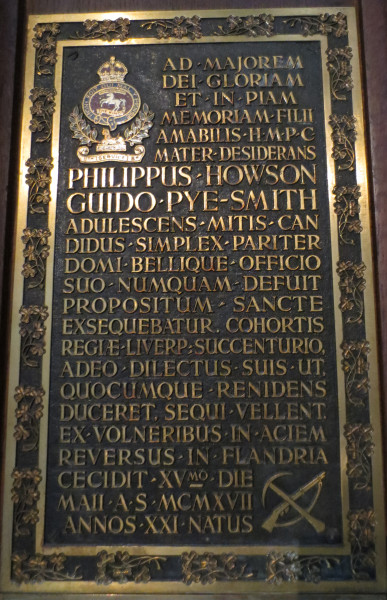 AD·MAJOREM
DEI·GLORIAM
ET·IN·PIAM
MEMORIAM·FILII
AMABILIS·H·M·P·C
MATER·DESIDERANS
PHILIPPUS·HOWSON
GUIDO·PYE-SMITH
ADULESCENS·MITIS·CAN
DIDUS·SIMPLEX·PARITER
DOMI·BELLIQUE·OFFICIO
SUO·NUMQUAM·DEFUIT
PROPOSITUM·SANCTE
EXSEQUEBATUR. COHORTIS
REGIÆ·LIVERP:SUCCENTURIO,
ADEO·DILECTUS·SUIS·UT,
QUOCUMQUE·RENIDENS
DUCERET, SEQUI·VELLENT.
EX·VOLNERIBUS·IN·ACIEM
REVERSUS·IN·FLANDRIA
CECIDIT·XVᴹᴼ·DIE
MAII·A·S·MCMXVII
ANNOS·XXI·NATUS